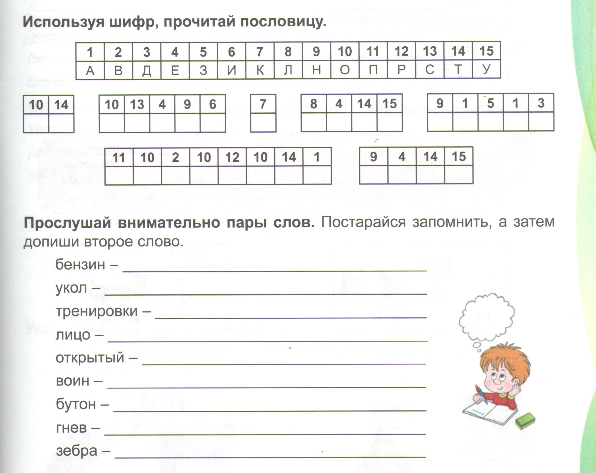 Используя шифр, прочитай пословицу.
1 2 3 4 5 6 7 8 9 10 11 12 13 14 15
А В Д Е З И К Л Н О П Р С Т У
10 14 10 13 4 9 6 7 8 4 14 15 9 1 5 1 3
11 10 2 10 12 10 14 1 9 4 14 15
Прослушай внимательно пары слов. Постарайся запомнить, а затем
допиши второе слово.
бензин –
укол –
тренировки –
лицо –
открытый –
воин –
бутон –
гнев –
зебра –